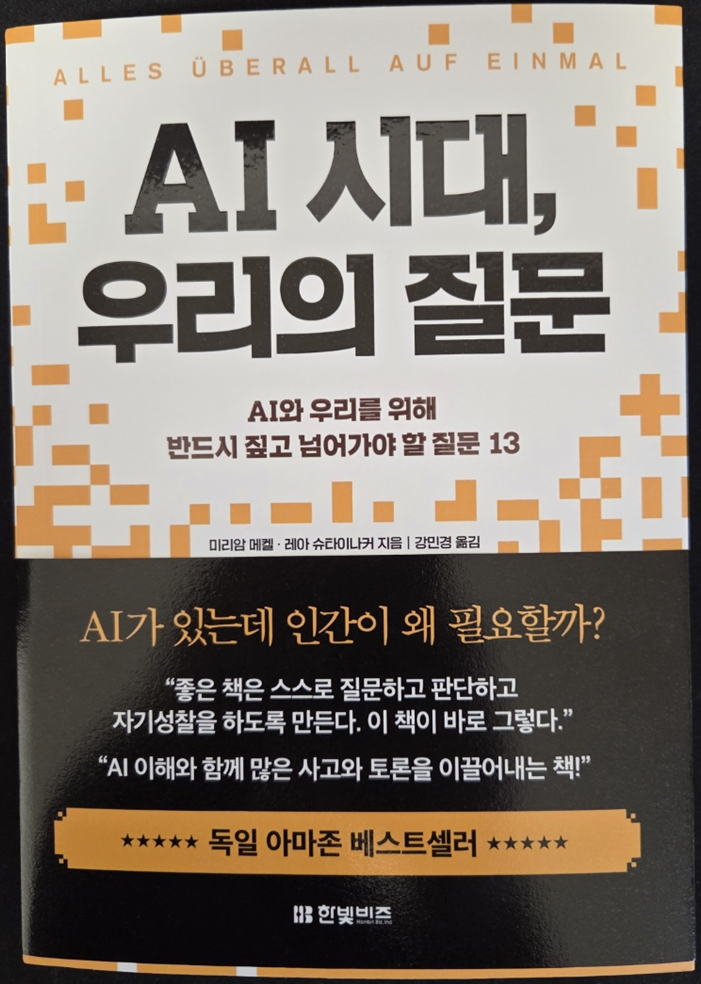 ALLES ÜBERALL AUF EINMAL
AI 시대,
우리의 질문
AI와 우리를 위해
반드시 짚고 넘어가야 할 질문 13
미리암 메켈 · 레아 슈타이나커 지음 | 강민경 옮김
AI가 있는데 인간이 왜 필요할까?
“좋은 책은 스스로 질문하고 판단하고
자기성찰을 하도록 만든다. 이 책이 바로 그렇다.”
“AI 이해와 함께 많은 사고와 토론을 이끌어내는 책!”
★★★★★ 독일 아마존 베스트셀러 ★★★★★
HB 한빛비즈
Hanbit Biz, Inc.